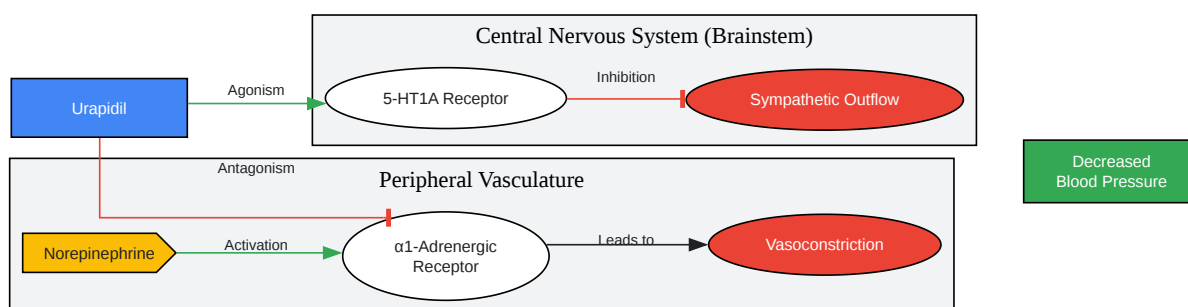 Central Nervous System (Brainstem)
Urapidil
Agonism
5-HT1A Receptor
Inhibition
Sympathetic Outflow
Decreased
Blood Pressure
Antagonism
Peripheral Vasculature
Norepinephrine
Activation
α1-Adrenergic
Receptor
Leads to
Vasoconstriction